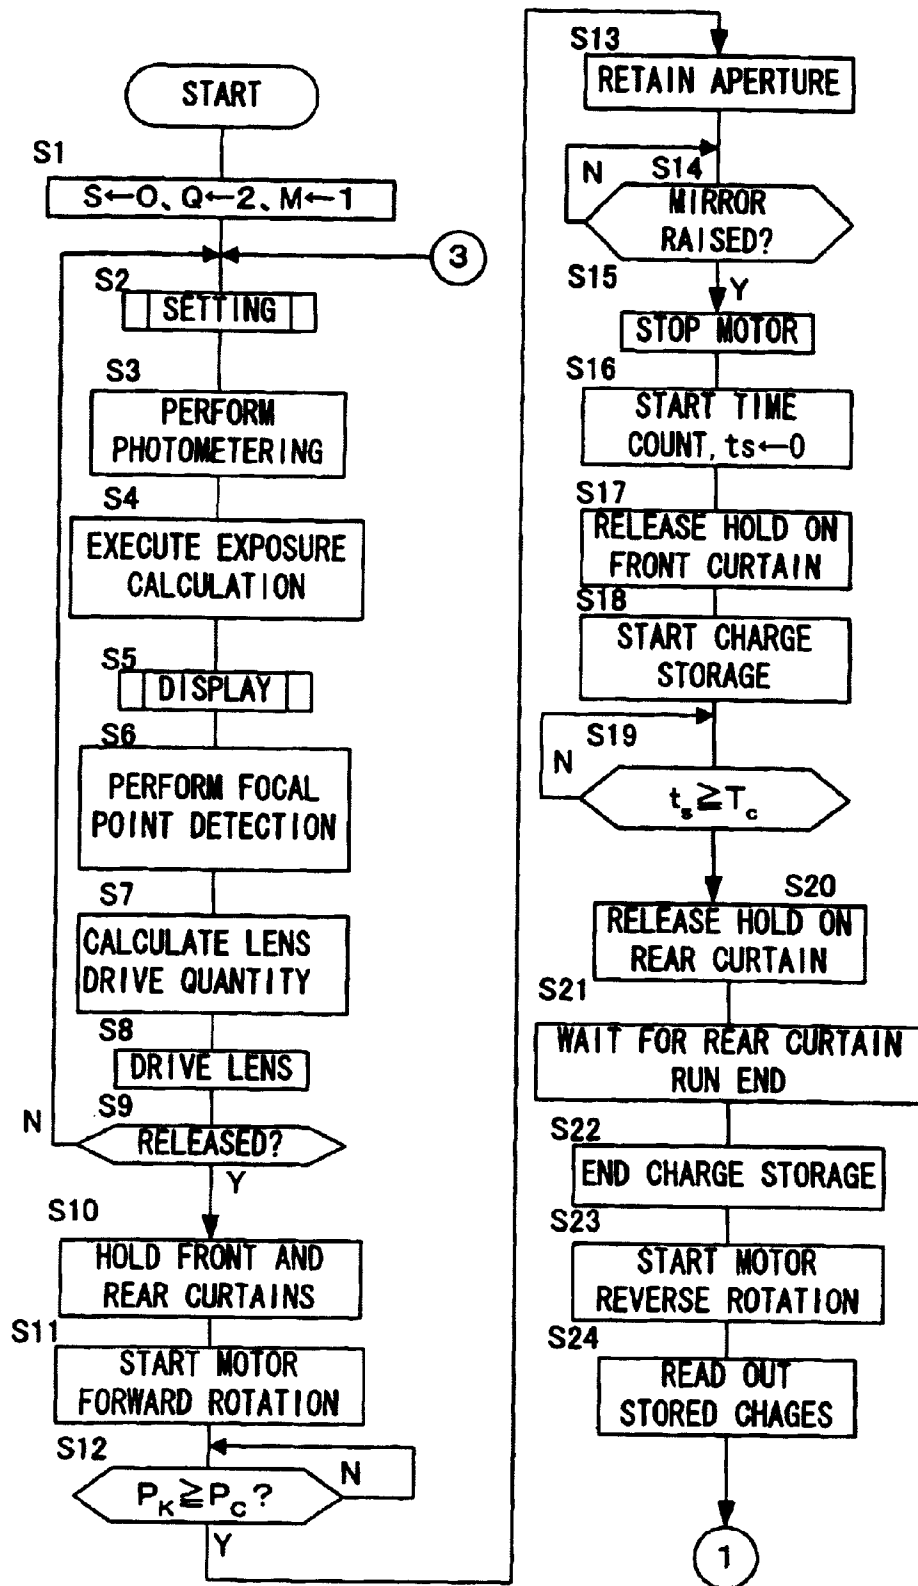 START
S1
S←0、Q←2、M←1
3
S2
SETTING
S3
PERFORM
PHOTOMETERING
S4
EXECUTE EXPOSURE
CALCULATION
S5
DISPLAY
S6
PERFORM FOCAL
POINT DETECTION
S7
CALCULATE LENS
DRIVE QUANTITY
S8
DRIVE LENS
S9
N
RELEASED?
Y
S10
HOLD FRONT AND
REAR CURTAINS
S11
START MOTOR
FORWARD ROTATION
S12
N
P_K≧P_C?
Y
S13
RETAIN APERTURE
N
S14
MIRROR
RAISED?
S15
Y
STOP MOTOR
S16
START TIME
COUNT, ts←0
S17
RELEASE HOLD ON
FRONT CURTAIN
S18
START CHARGE
STORAGE
S19
N
t_s≧T_c
S20
RELEASE HOLD ON
REAR CURTAIN
S21
WAIT FOR REAR CURTAIN
RUN END
S22
END CHARGE STORAGE
S23
START MOTOR
REVERSE ROTATION
S24
READ OUT
STORED CHAGES
1